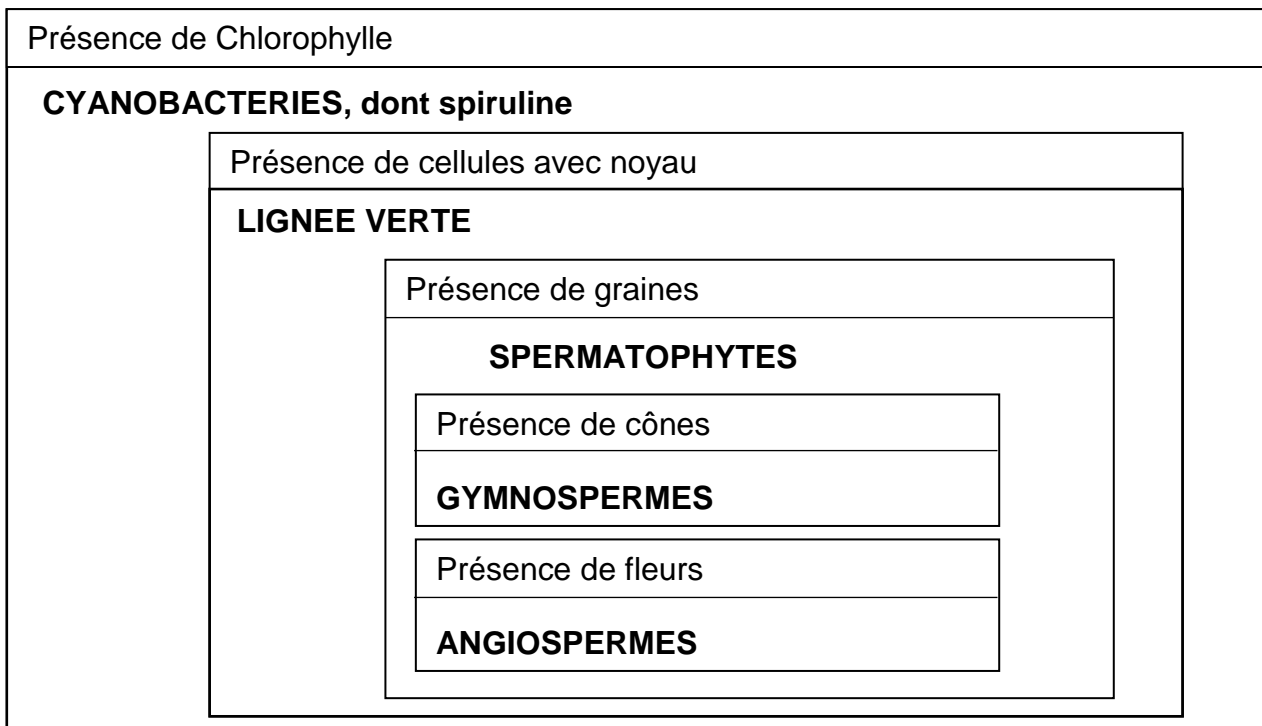 Présence de Chlorophylle
CYANOBACTERIES, dont spiruline
Présence de cellules avec noyau
LIGNEE VERTE
Présence de graines
SPERMATOPHYTES
Présence de cônes
GYMNOSPERMES
Présence de fleurs
ANGIOSPERMES